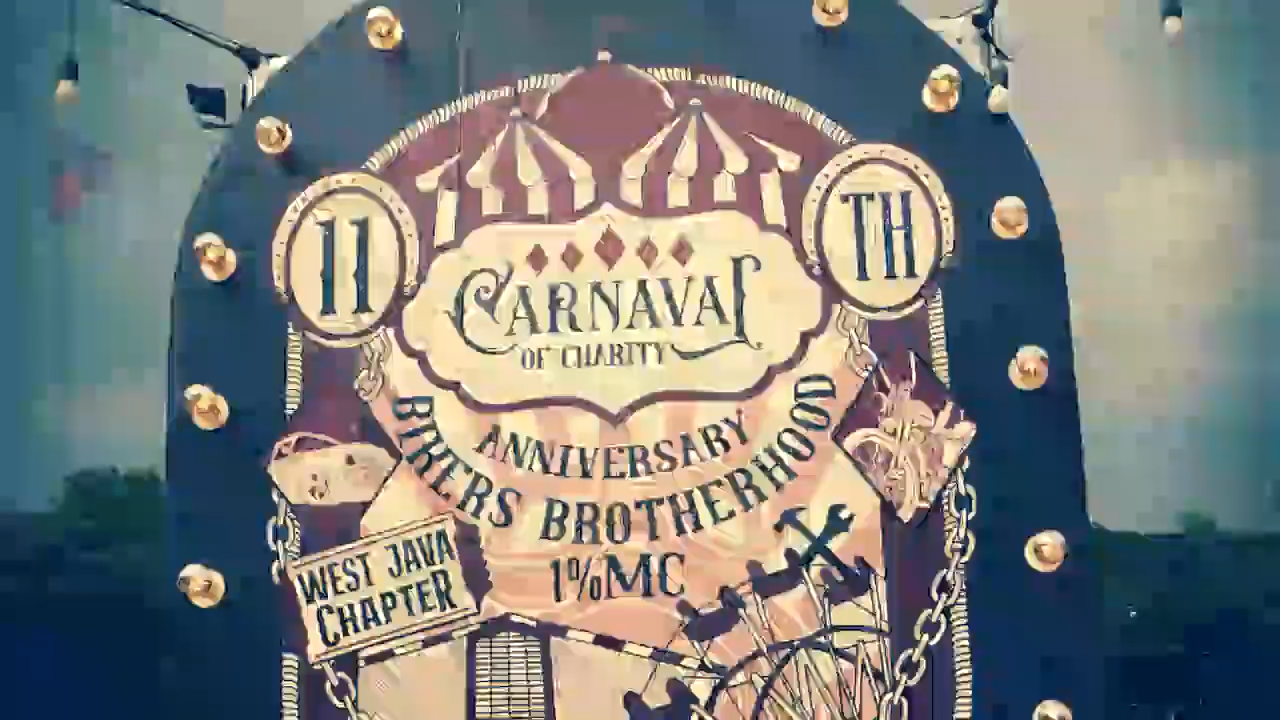 11 TH
CARNAVAL
OF CHARITY
ANNIVERSARY
BIKERS BROTHERHOOD
1%MC
WEST JAVA
CHAPTER